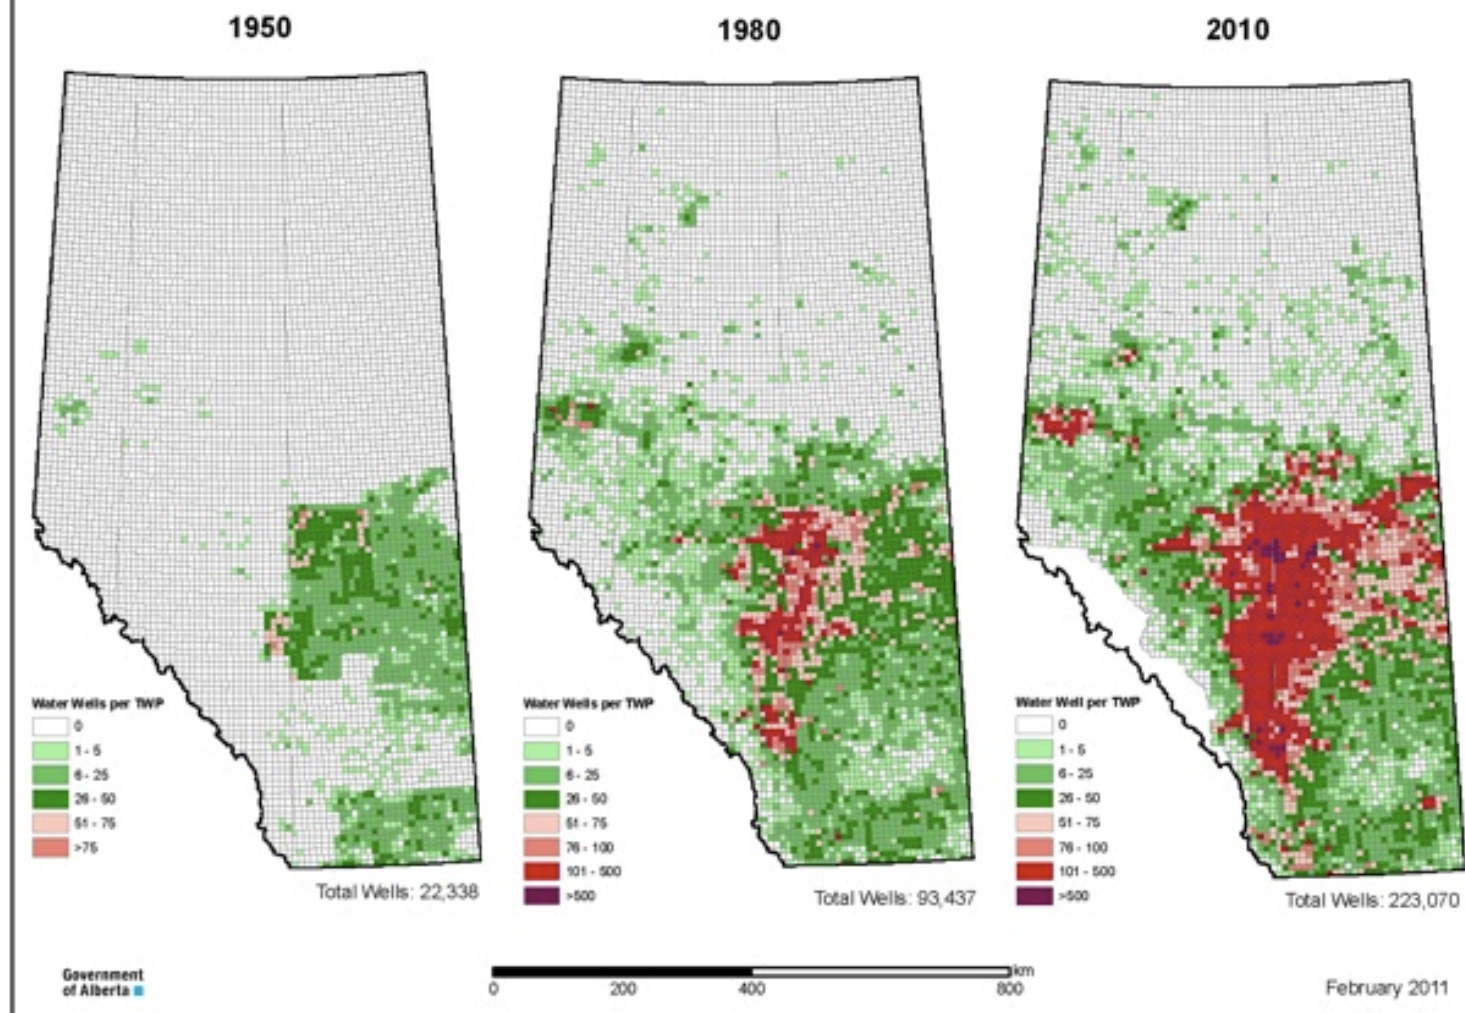 1950
1980
2010
Water Wells per TWP
0
1 - 5
6 - 25
26 - 50
51 - 75
>75
Total Wells: 22,338
Water Wells per TWP
0
1 - 5
6 - 25
26 - 50
51 - 75
76 - 100
101 - 500
>500
Total Wells: 93,437
Water Well per TWP
0
1 - 5
6 - 25
26 - 50
51 - 75
76 - 100
101 - 500
>500
Total Wells: 223,070
Government
of Alberta
km
0 200 400 800
February 2011